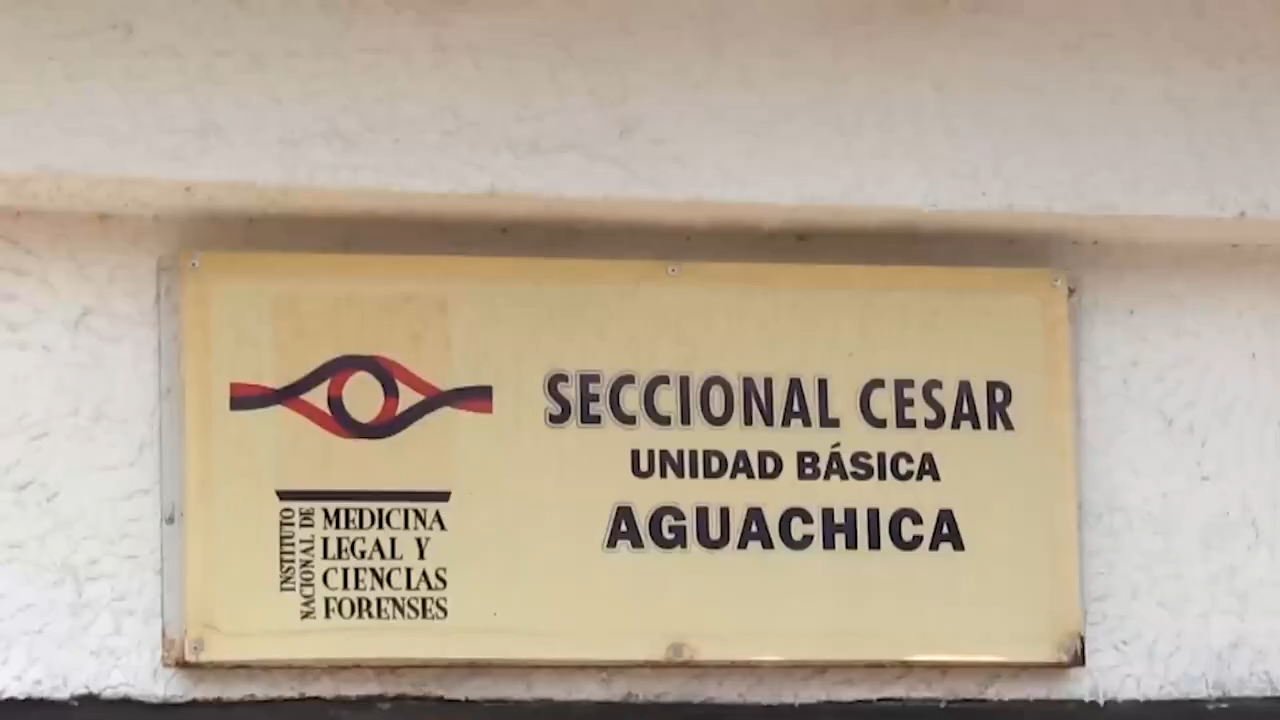 INSTITUTO
NACIONAL DE
MEDICINA
LEGAL Y
CIENCIAS
FORENSES
SECCIONAL CESAR
UNIDAD BÁSICA
AGUACHICA